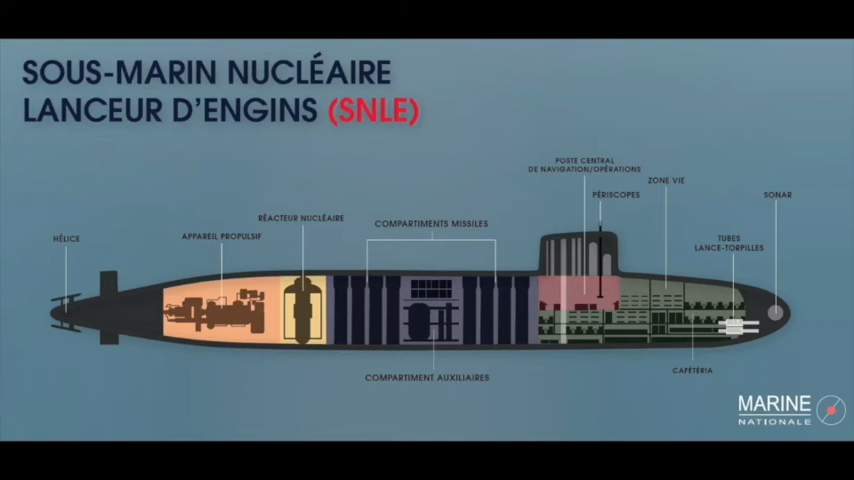 SOUS-MARIN NUCLÉAIRE
LANCEUR D'ENGINS (SNLE)
POSTE CENTRAL
DE NAVIGATION/OPÉRATIONS
ZONE VIE
PÉRISCOPES
SONAR
RÉACTEUR NUCLÉAIRE
COMPARTIMENTS MISSILES
HÉLICE
APPAREIL PROPULSIF
TUBES
LANCE-TORPILLES
CAFÉTÉRIA
COMPARTIMENT AUXILIAIRES
MARINE
NATIONALE